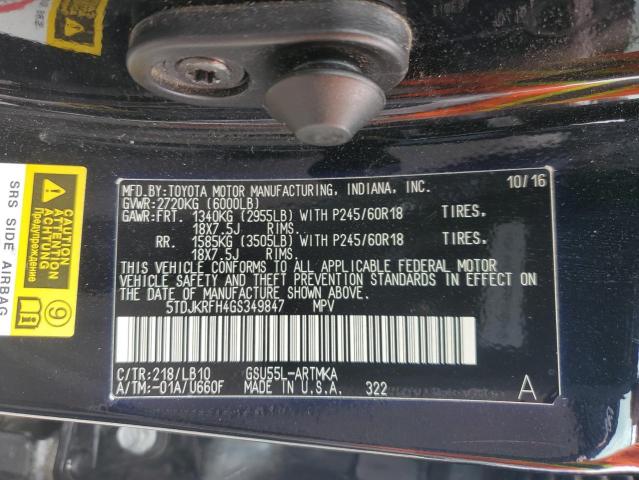 MFD.BY:TOYOTA MOTOR MANUFACTURING, INDIANA, INC. 10/16
GVWR:2720KG (6000LB)
GAWR:FRT. 1340KG (2955LB) WITH P245/60R18 TIRES,
18X7.5J RIMS.
RR. 1585KG (3505LB) WITH P245/60R18 TIRES,
18X7.5J RIMS.
THIS VEHICLE CONFORMS TO ALL APPLICABLE FEDERAL MOTOR
VEHICLE SAFETY AND THEFT PREVENTION STANDARDS IN EFFECT ON
THE DATE OF MANUFACTURE SHOWN ABOVE.
5TDJKRFH4GS349847 MPV
C/TR:218/LB10 GSU55L-ARTMKA
A/TM:-01A/U660F MADE IN U.S.A. 322 A
SRS SIDE AIRBAG
CAUTION
ATTENTION
ACHTUNG
Предупреждение
9